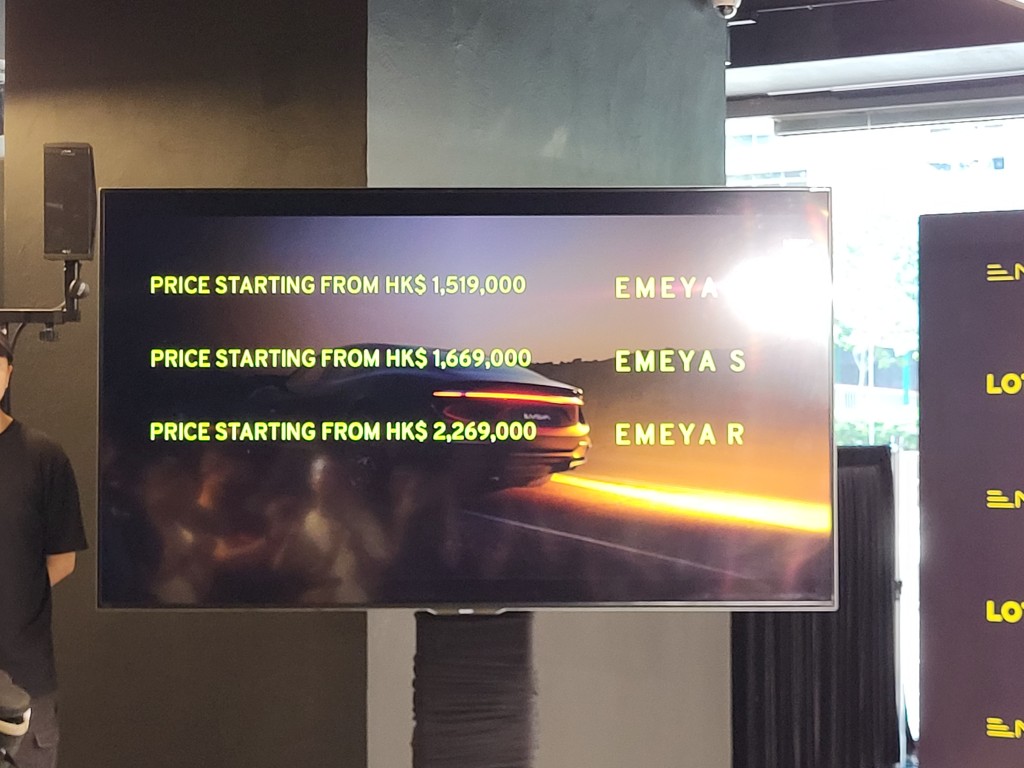 PRICE STARTING FROM HK$ 1,519,000 EMEYA
PRICE STARTING FROM HK$ 1,669,000 EMEYA S
PRICE STARTING FROM HK$ 2,269,000 EMEYA R